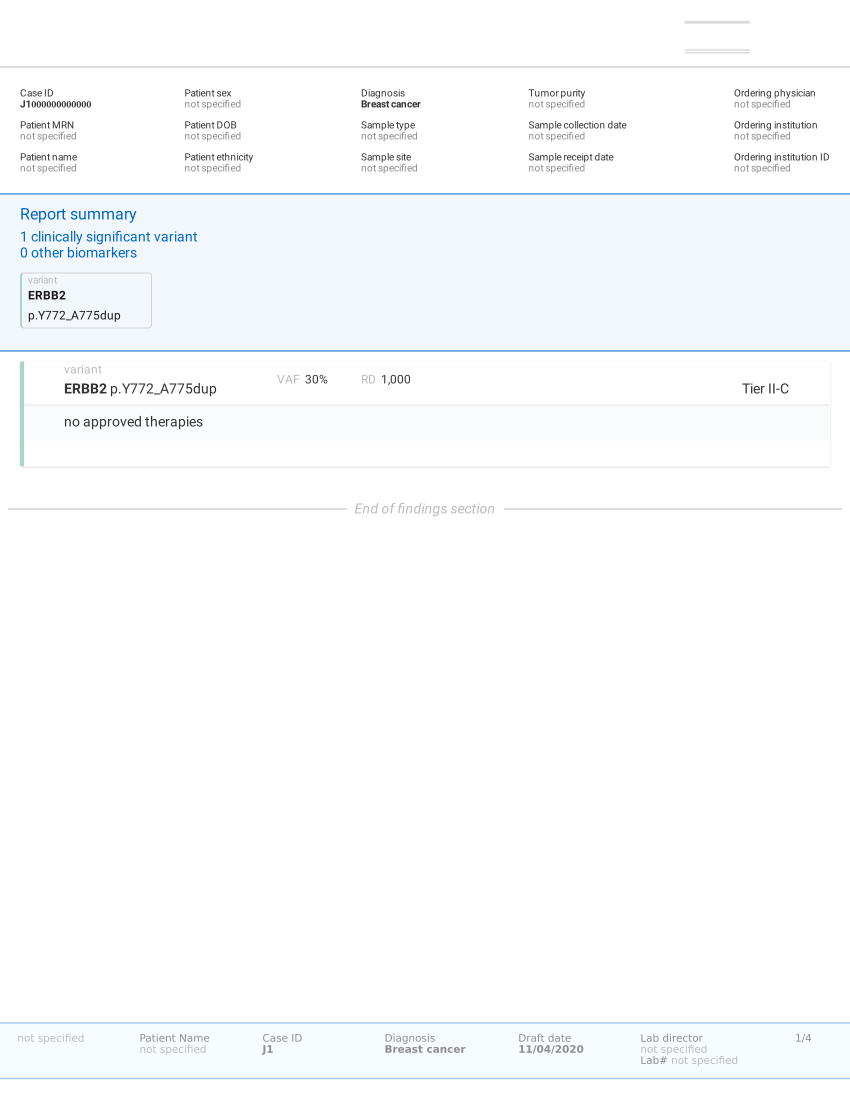 Case ID
J1000000000000
Patient sex
not specified
Diagnosis
Breast cancer
Tumor purity
not specified
Ordering physician
not specified
Patient MRN
not specified
Patient DOB
not specified
Sample type
not specified
Sample collection date
not specified
Ordering institution
not specified
Patient name
not specified
Patient ethnicity
not specified
Sample site
not specified
Sample receipt date
not specified
Ordering institution ID
not specified
Report summary
1 clinically significant variant
0 other biomarkers
variant
ERBB2
p.Y772_A775dup
variant
ERBB2 p.Y772_A775dup
VAF 30%
RD 1,000
Tier II-C
no approved therapies
End of findings section
not specified
Patient Name
not specified
Case ID
J1
Diagnosis
Breast cancer
Draft date
11/04/2020
Lab director
not specified
Lab# not specified
1/4